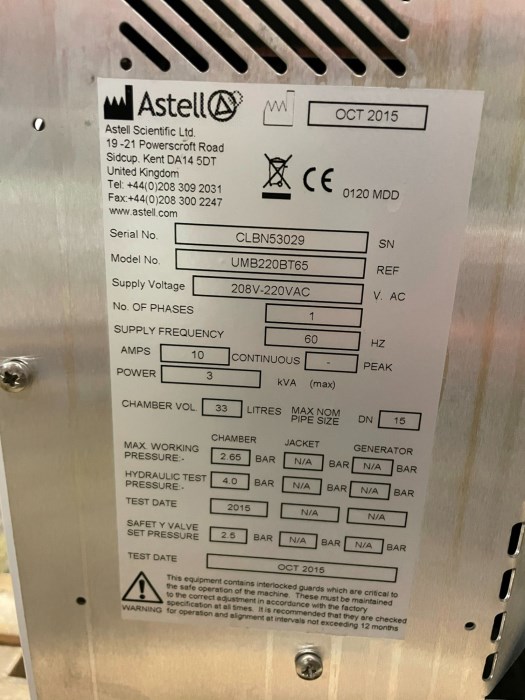 Astell
OCT 2015
Astell Scientific Ltd.
19 -21 Powerscroft Road
Sidcup. Kent DA14 5DT
United Kingdom
Tel: +44(0)208 309 2031
Fax:+44(0)208 300 2247
www.astell.com
CE 0120 MDD
Serial No. CLBN53029 SN
Model No. UMB220BT65 REF
Supply Voltage 208V-220VAC V. AC
No. OF PHASES 1
SUPPLY FREQUENCY 60 HZ
AMPS 10 CONTINUOUS - PEAK
POWER 3 kVA (max)
CHAMBER VOL 33 LITRES MAX NOM PIPE SIZE DN 15
CHAMBER JACKET GENERATOR
MAX. WORKING PRESSURE:- 2.65 BAR N/A BAR N/A BAR
HYDRAULIC TEST PRESSURE:- 4.0 BAR N/A BAR N/A BAR
TEST DATE 2015 N/A N/A
SAFETY VALVE SET PRESSURE 2.5 BAR N/A BAR N/A BAR
TEST DATE OCT 2015
This equipment contains interlocked guards which are critical to
the safe operation of the machine. These must be maintained
to the correct adjustment in accordance with the factory
specification at all times. It is recommended that they are checked
WARNING for operation and alignment at intervals not exceeding 12 months